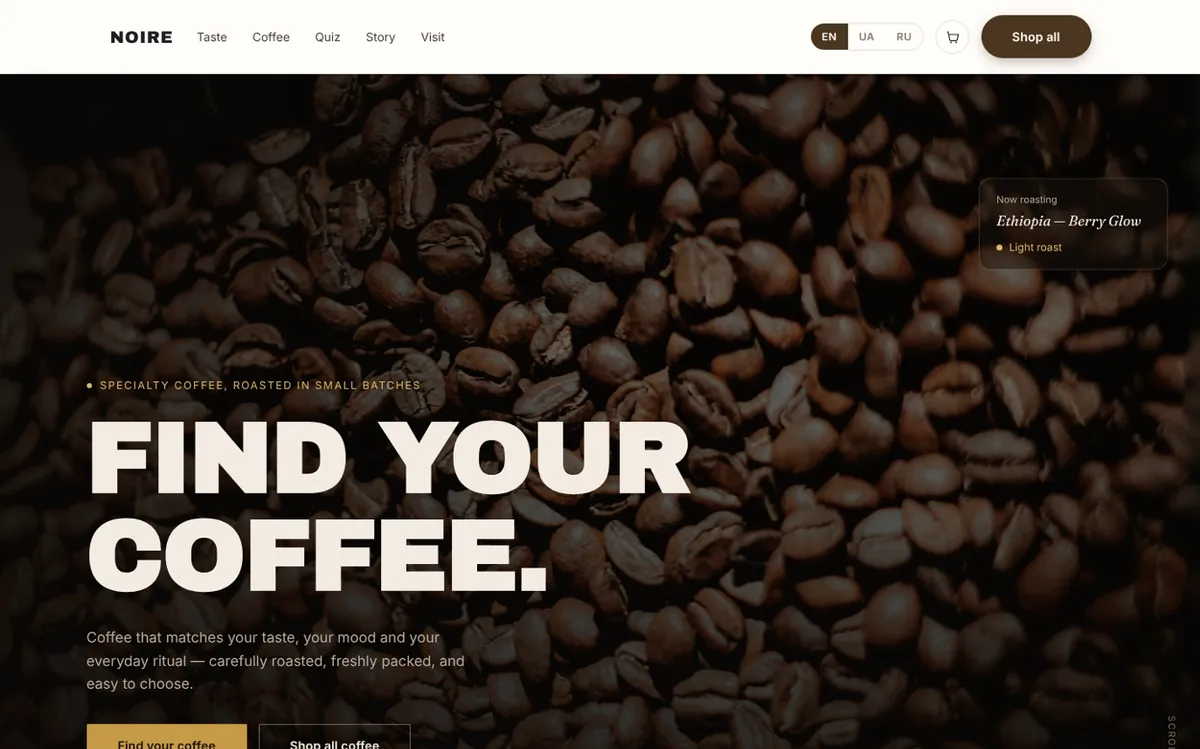 NOIRE
Taste
Coffee
Quiz
Story
Visit
EN
UA
RU
Shop all
Now roasting
Ethiopia — Berry Glow
Light roast
SPECIALTY COFFEE, ROASTED IN SMALL BATCHES
FIND YOUR
COFFEE.
Coffee that matches your taste, your mood and your
everyday ritual — carefully roasted, freshly packed, and
easy to choose.
Find your coffee
Shop all coffee